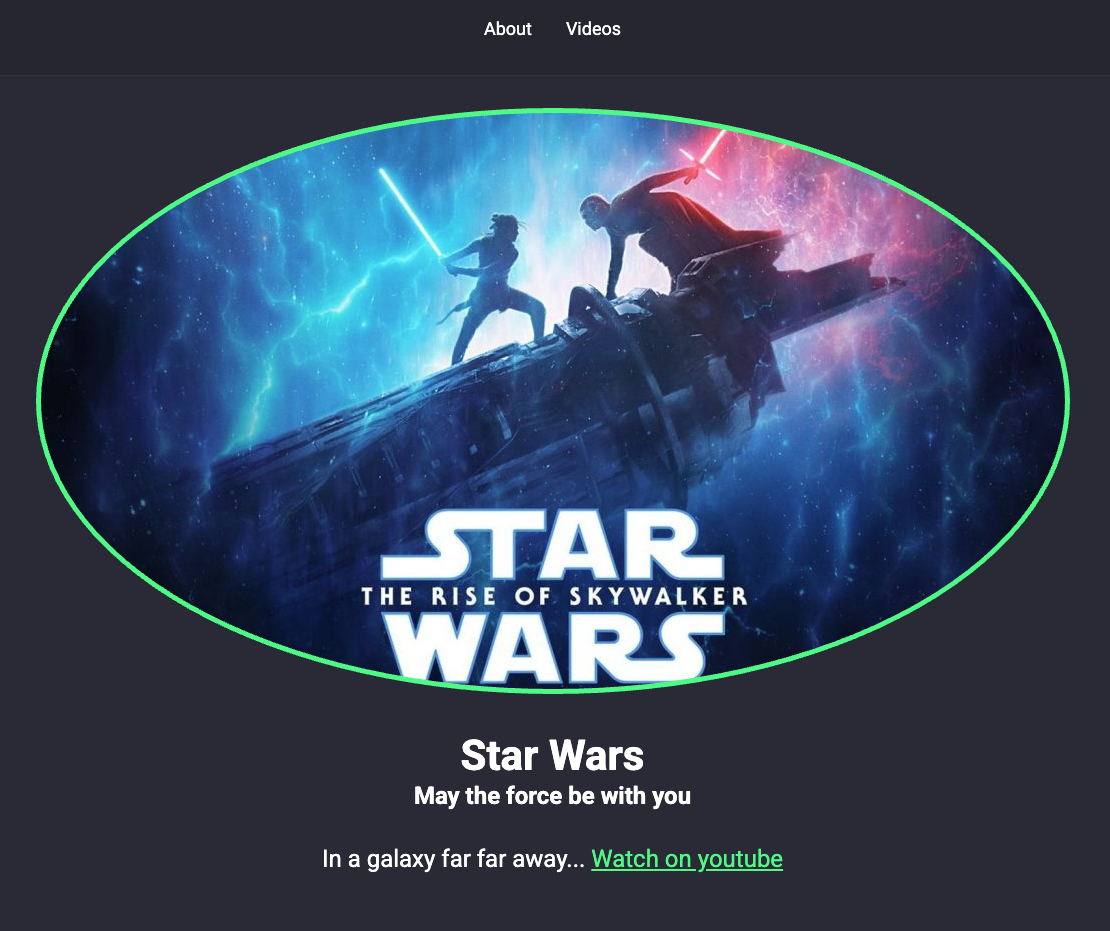 About Videos
STAR
THE RISE OF SKYWALKER
WARS
Star Wars
May the force be with you
In a galaxy far far away... Watch on youtube